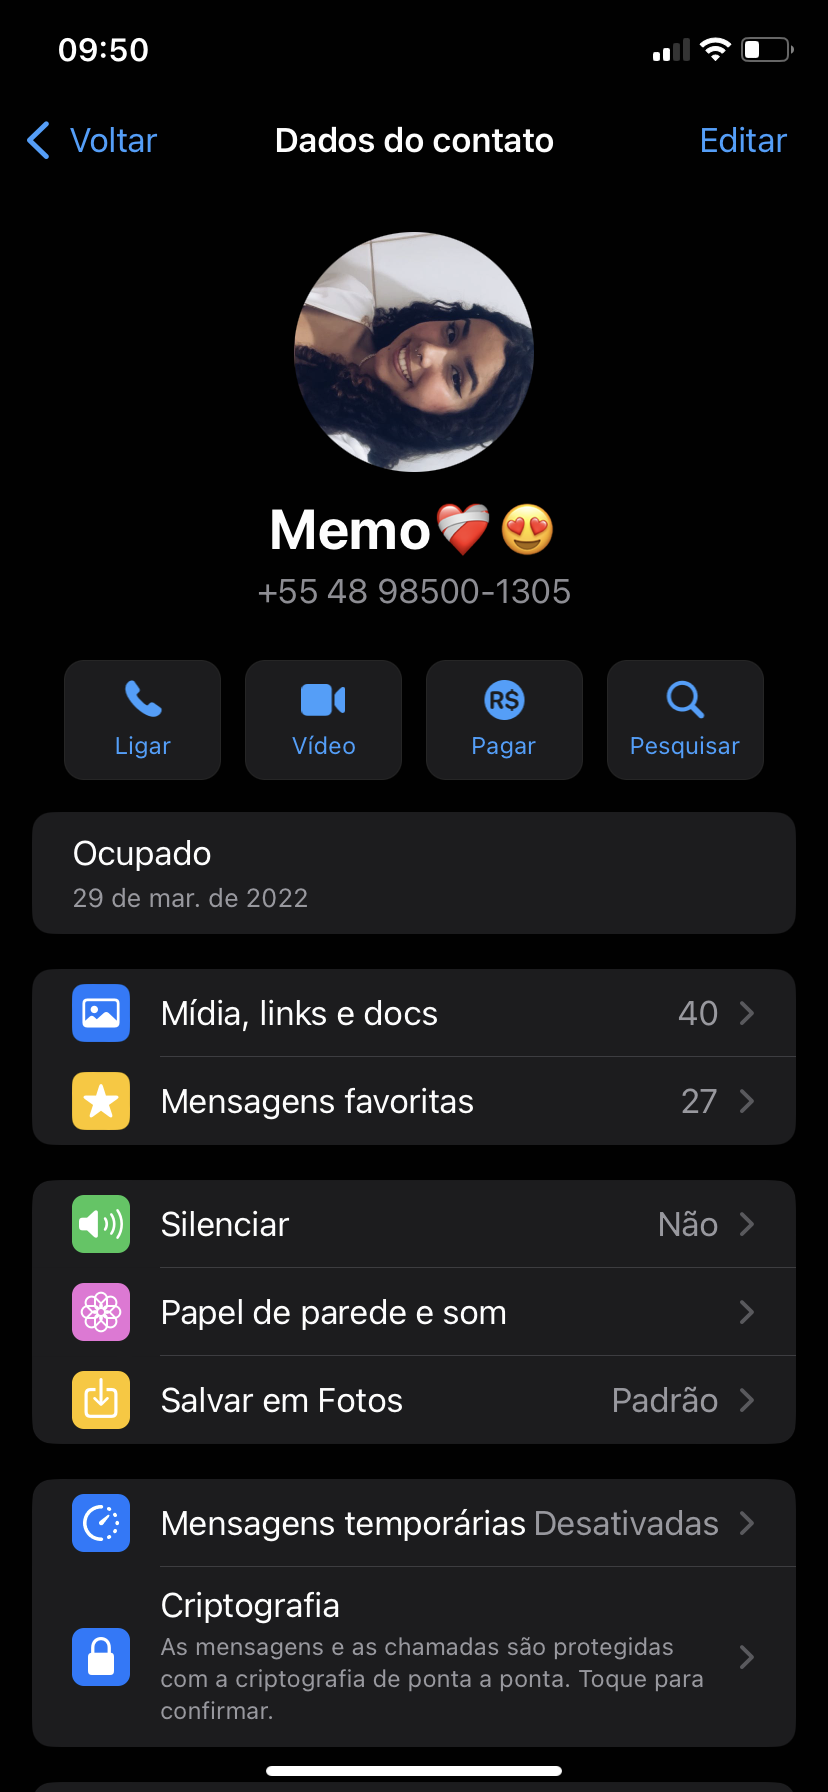 09:50
Voltar
Dados do contato
Editar
Memo❤️‍🩹😍
+55 48 98500-1305
Ligar
Vídeo
R$
Pagar
Pesquisar
Ocupado
29 de mar. de 2022
Mídia, links e docs 40
Mensagens favoritas 27
Silenciar Não
Papel de parede e som
Salvar em Fotos Padrão
Mensagens temporárias Desativadas
Criptografia
As mensagens e as chamadas são protegidas
com a criptografia de ponta a ponta. Toque para
confirmar.